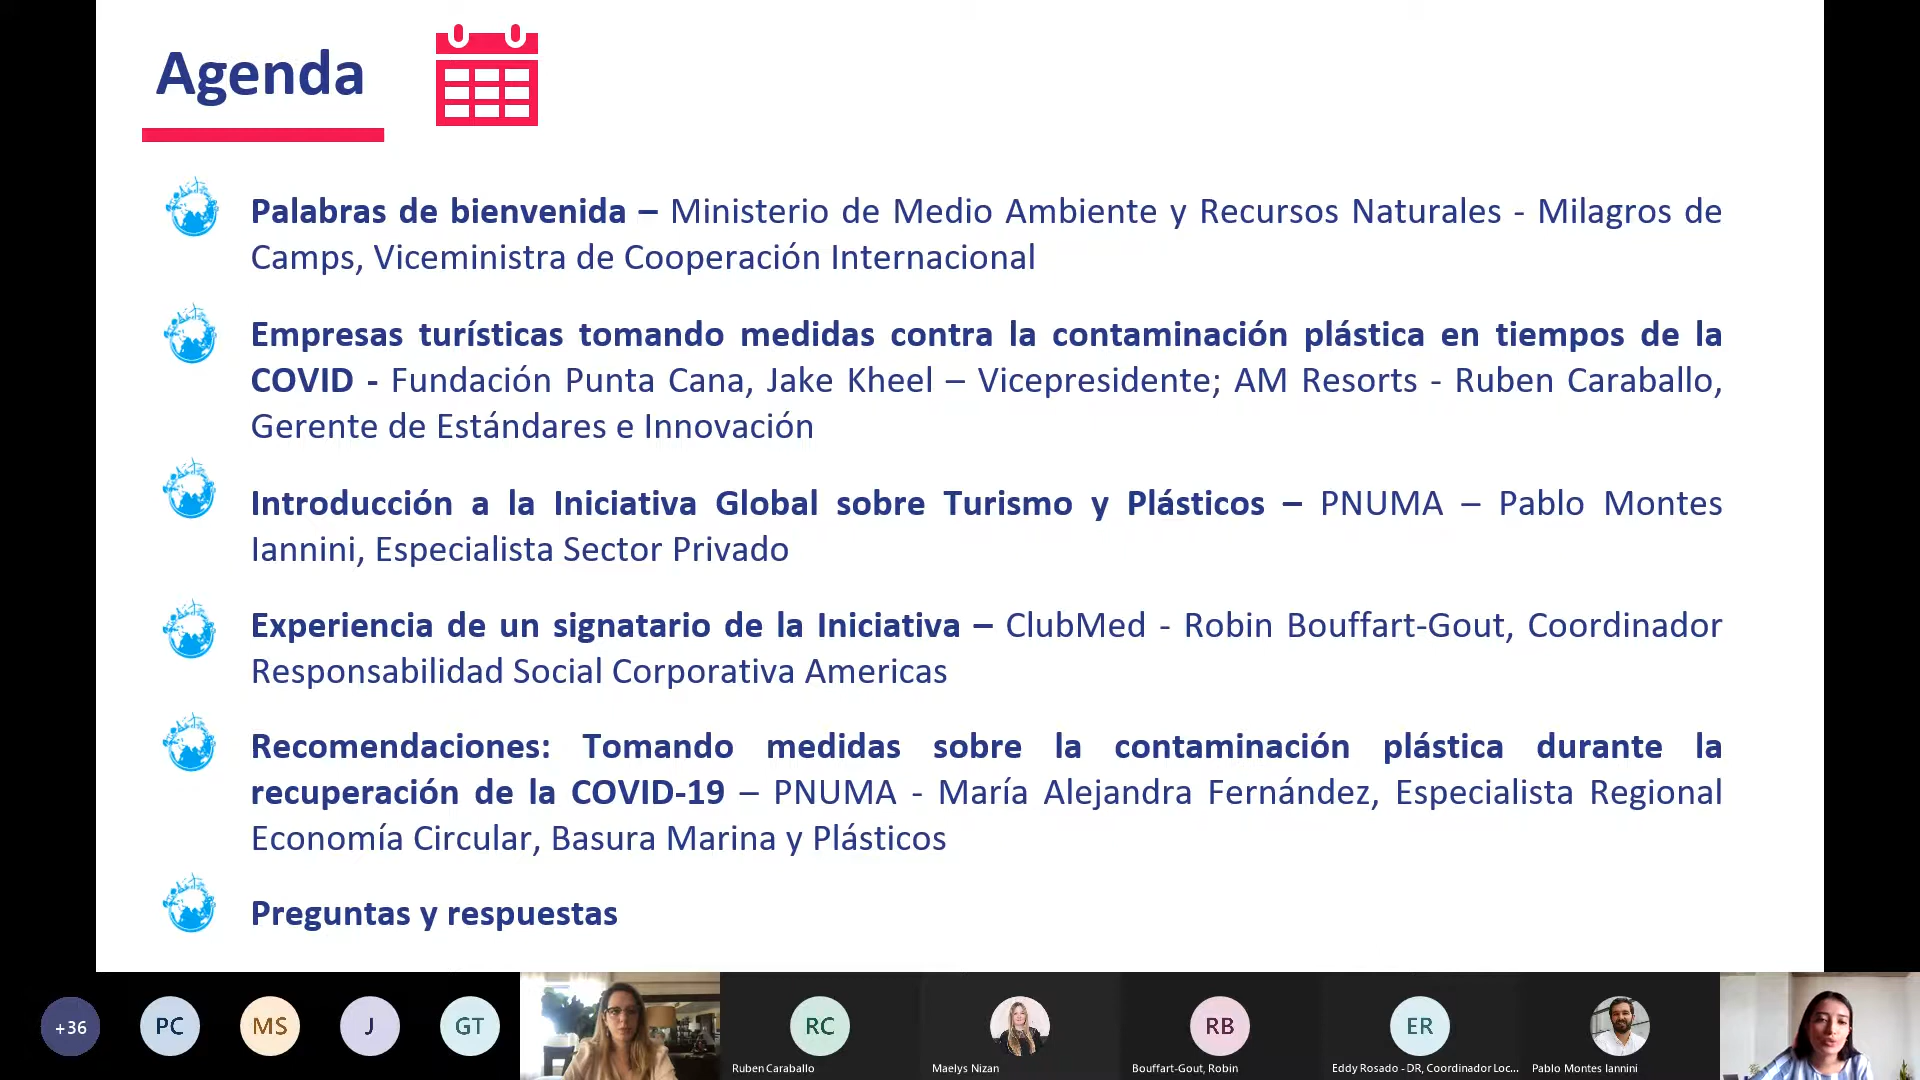 Agenda
Palabras de bienvenida – Ministerio de Medio Ambiente y Recursos Naturales - Milagros de
Camps, Viceministra de Cooperación Internacional
Empresas turísticas tomando medidas contra la contaminación plástica en tiempos de la
COVID - Fundación Punta Cana, Jake Kheel – Vicepresidente; AM Resorts - Ruben Caraballo,
Gerente de Estándares e Innovación
Introducción a la Iniciativa Global sobre Turismo y Plásticos – PNUMA – Pablo Montes
Iannini, Especialista Sector Privado
Experiencia de un signatario de la Iniciativa – ClubMed - Robin Bouffart-Gout, Coordinador
Responsabilidad Social Corporativa Americas
Recomendaciones: Tomando medidas sobre la contaminación plástica durante la
recuperación de la COVID-19 – PNUMA - María Alejandra Fernández, Especialista Regional
Economía Circular, Basura Marina y Plásticos
Preguntas y respuestas
+36
PC
MS
J
GT
RC
RB
ER
Ruben Caraballo
Maelys Nizan
Bouffart-Gout, Robin
Eddy Rosado - DR, Coordinador Loc...
Pablo Montes Iannini